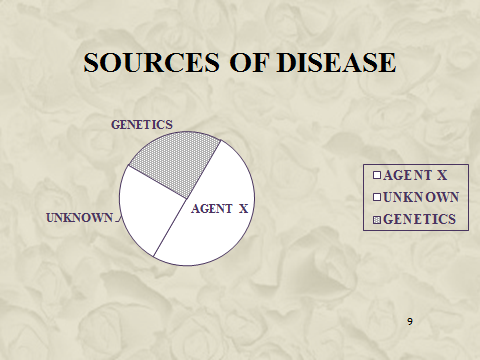 SOURCES OF DISEASE
GENETICS
UNKNOWN
AGENT X
AGENT X
UNKNOWN
GENETICS
9